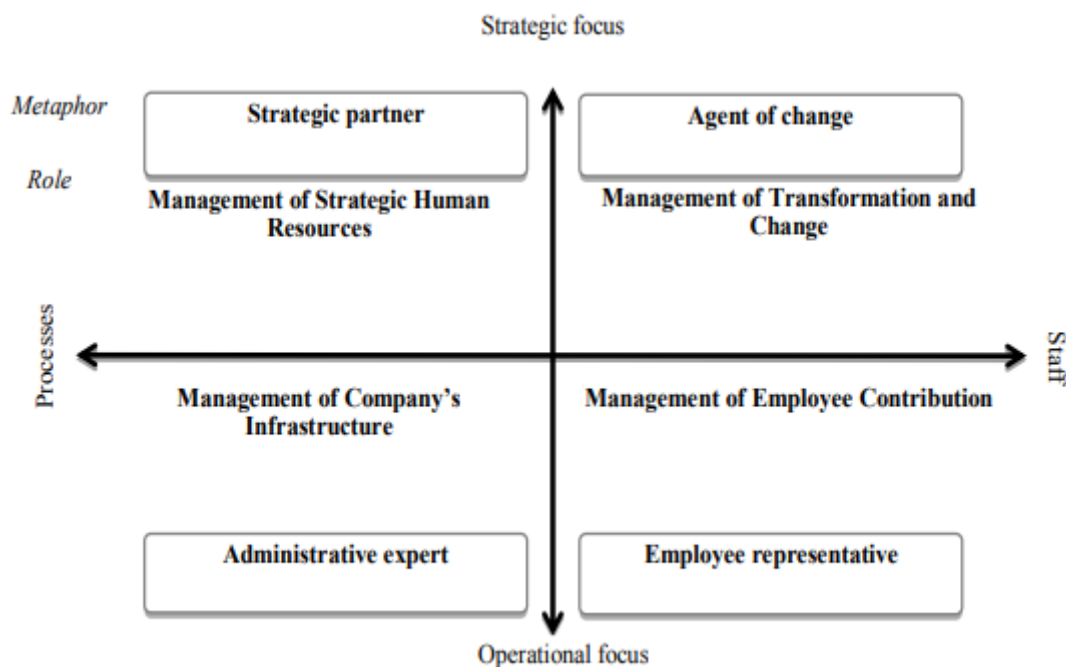 Strategic focus
Metaphor
Strategic partner
Agent of change
Role
Management of Strategic Human
Resources
Management of Transformation and
Change
Processes
Staff
Management of Company's
Infrastructure
Management of Employee Contribution
Administrative expert
Employee representative
Operational focus